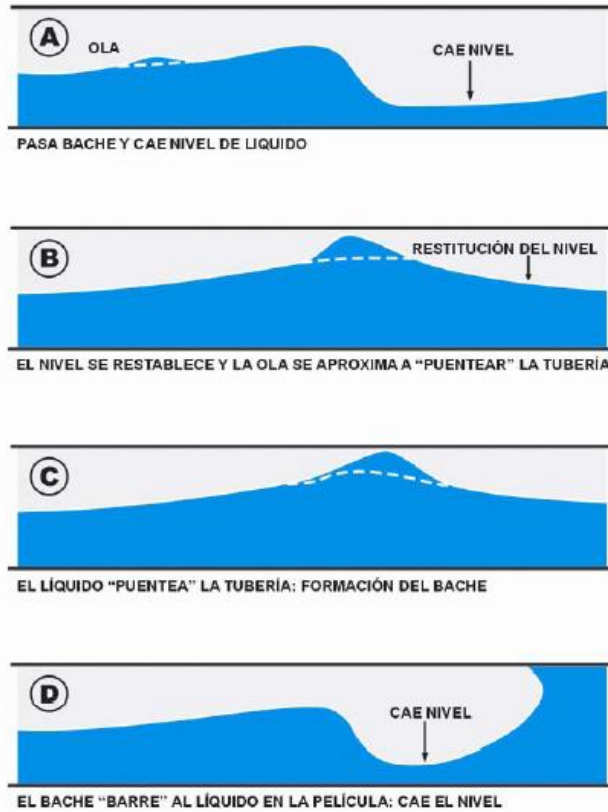 A
OLA
CAE NIVEL
PASA BACHE Y CAE NIVEL DE LIQUIDO
B
RESTITUCIÓN DEL NIVEL
EL NIVEL SE RESTABLECE Y LA OLA SE APROXIMA A “PUENTEAR” LA TUBERÍA
C
EL LÍQUIDO “PUENTEA” LA TUBERÍA: FORMACIÓN DEL BACHE
D
CAE NIVEL
EL BACHE “BARRE” AL LÍQUIDO EN LA PELÍCULA: CAE EL NIVEL